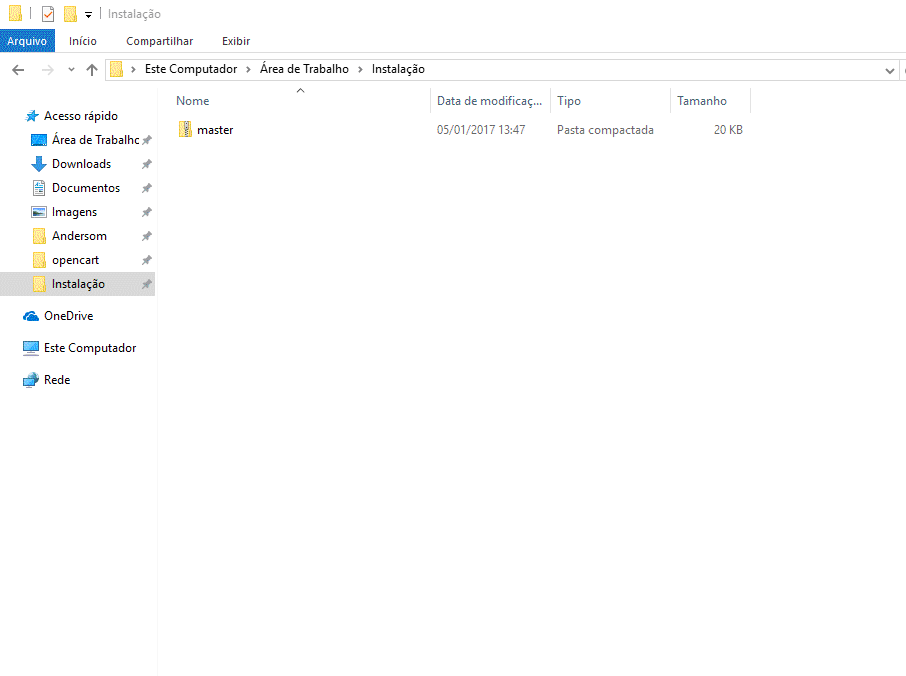 Instalação
Arquivo Início Compartilhar Exibir
Este Computador Área de Trabalho Instalação
Nome Data de modificaç... Tipo Tamanho
master 05/01/2017 13:47 Pasta compactada 20 KB
Acesso rápido
Área de Trabalhc
Downloads
Documentos
Imagens
Andersom
opencart
Instalação
OneDrive
Este Computador
Rede